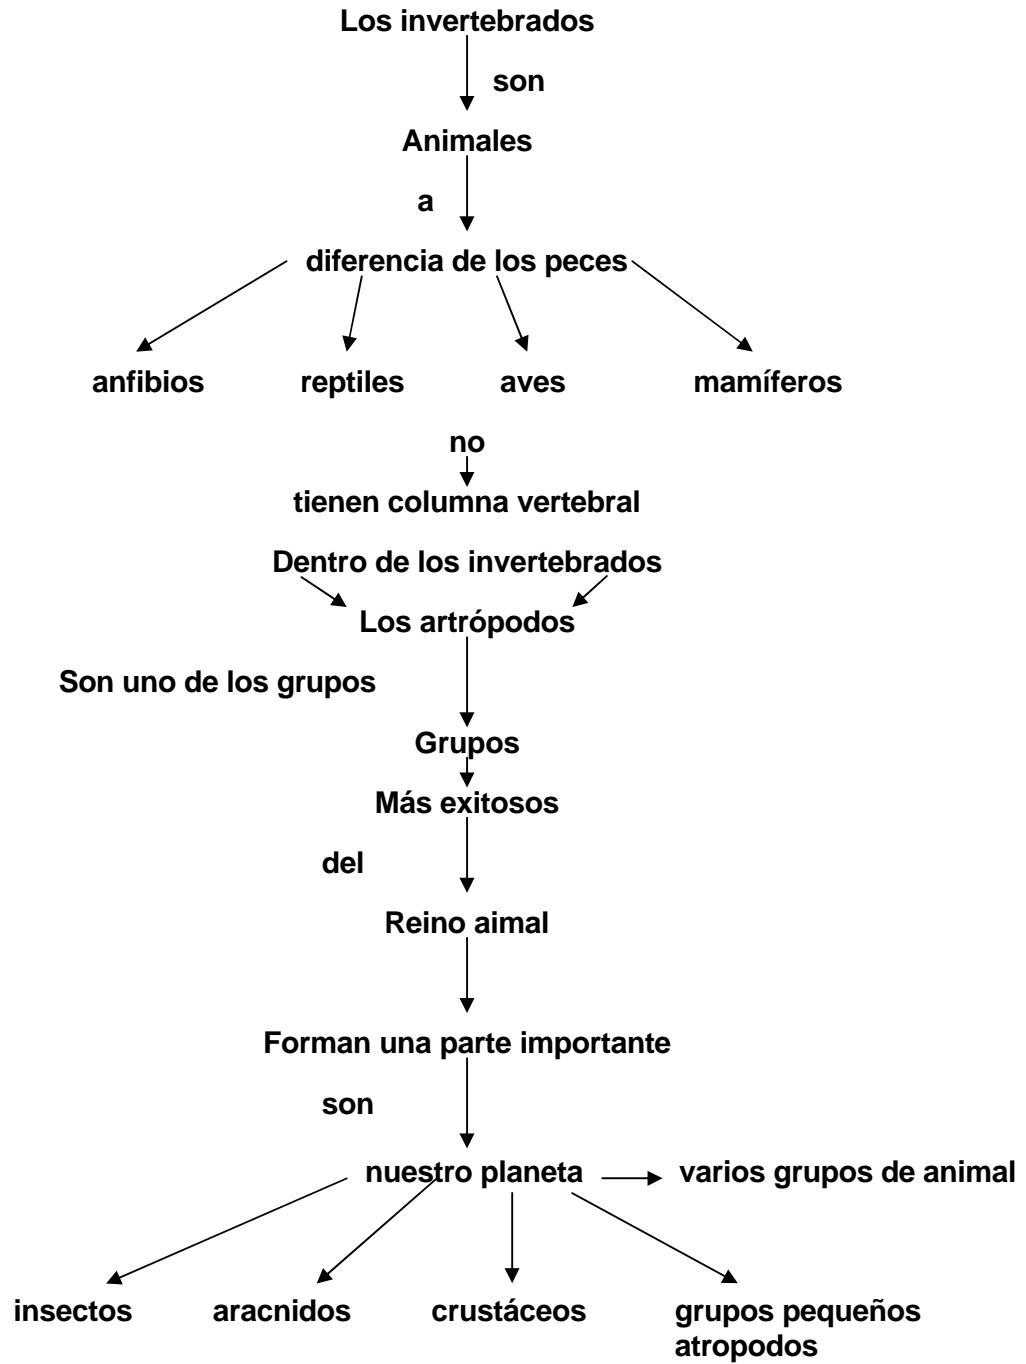 Los invertebrados
son
Animales
a
diferencia de los peces
anfibios reptiles aves mamíferos
no
tienen columna vertebral
Dentro de los invertebrados
Los artrópodos
Son uno de los grupos
Grupos
Más exitosos
del
Reino aimal
Forman una parte importante
son
nuestro planeta varios grupos de animal
insectos aracnidos crustáceos grupos pequeños
atropodos